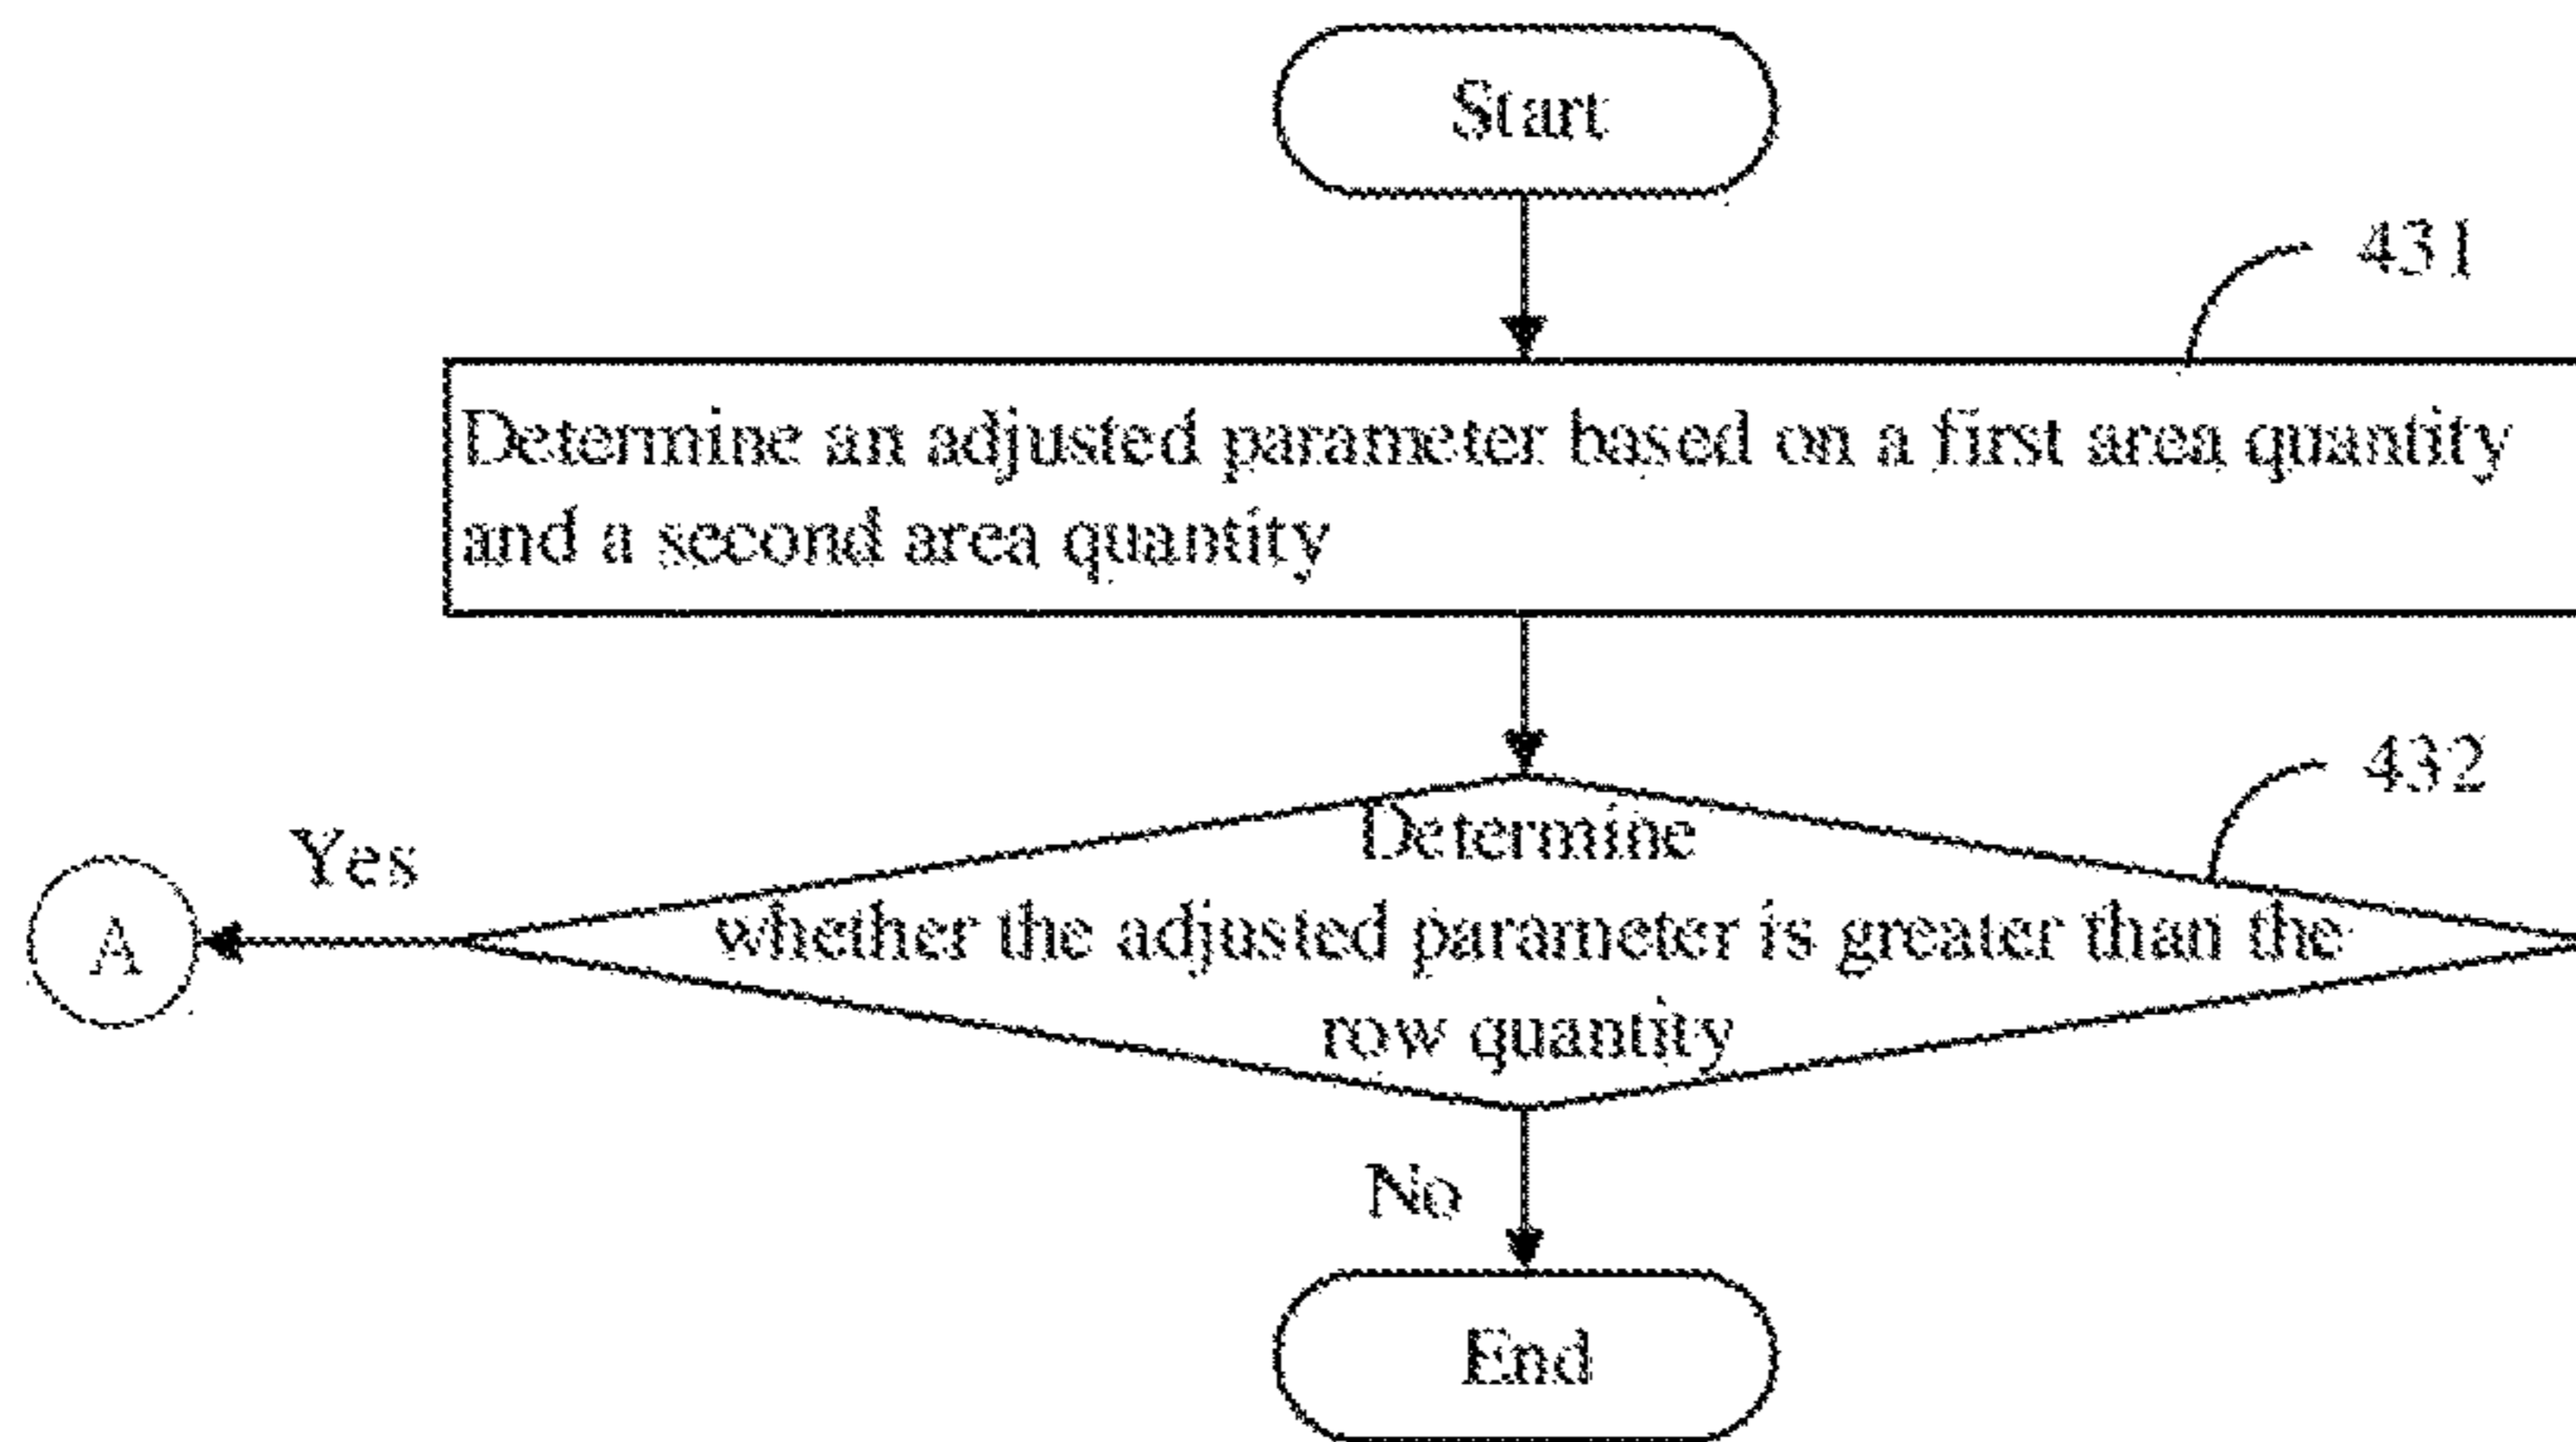 Start
431
Determine an adjusted parameter based on a first area quantity
and a second area quantity
432
Determine
whether the adjusted parameter is greater than the
row quantity
Yes
A
No
End